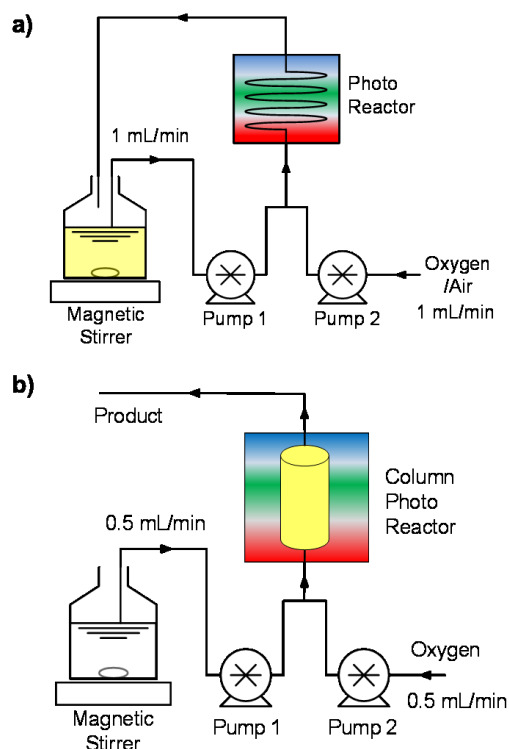 a)
Photo
Reactor
1 mL/min
Oxygen
/Air
1 mL/min
Pump 1
Pump 2
Magnetic
Stirrer
b)
Product
Column
Photo
Reactor
0.5 mL/min
Oxygen
0.5 mL/min
Pump 1
Pump 2
Magnetic
Stirrer